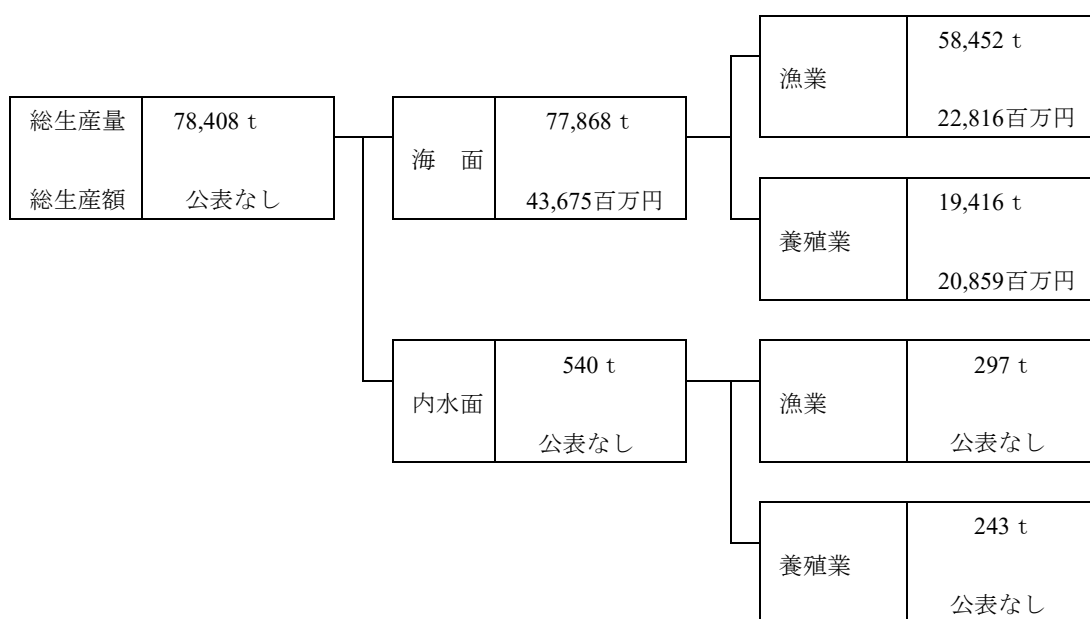 総生産量 78,408 t
総生産額 公表なし
海 面
77,868 t
43,675百万円
漁業
58,452 t
22,816百万円
養殖業
19,416 t
20,859百万円
内水面
540 t
公表なし
漁業
297 t
公表なし
養殖業
243 t
公表なし